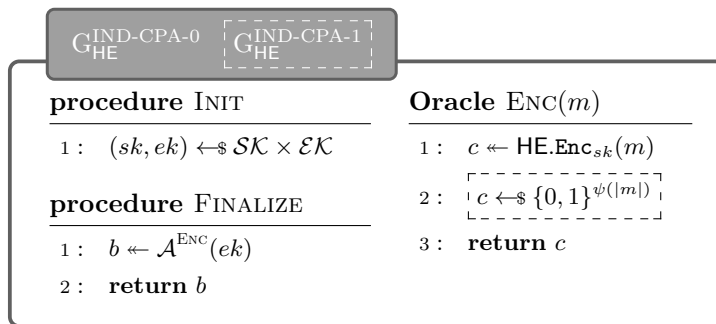 G_HE^IND-CPA-0 G_HE^IND-CPA-1
procedure INIT
1 : (sk, ek) ↞$ 𝒮𝒦 × ℰ𝒦
procedure FINALIZE
1 : b ↞ 𝒜^ENC(ek)
2 : return b
Oracle ENC(m)
1 : c ↞ HE.Enc_sk(m)
2 : c ↞$ {0, 1}^ψ(|m|)
3 : return c